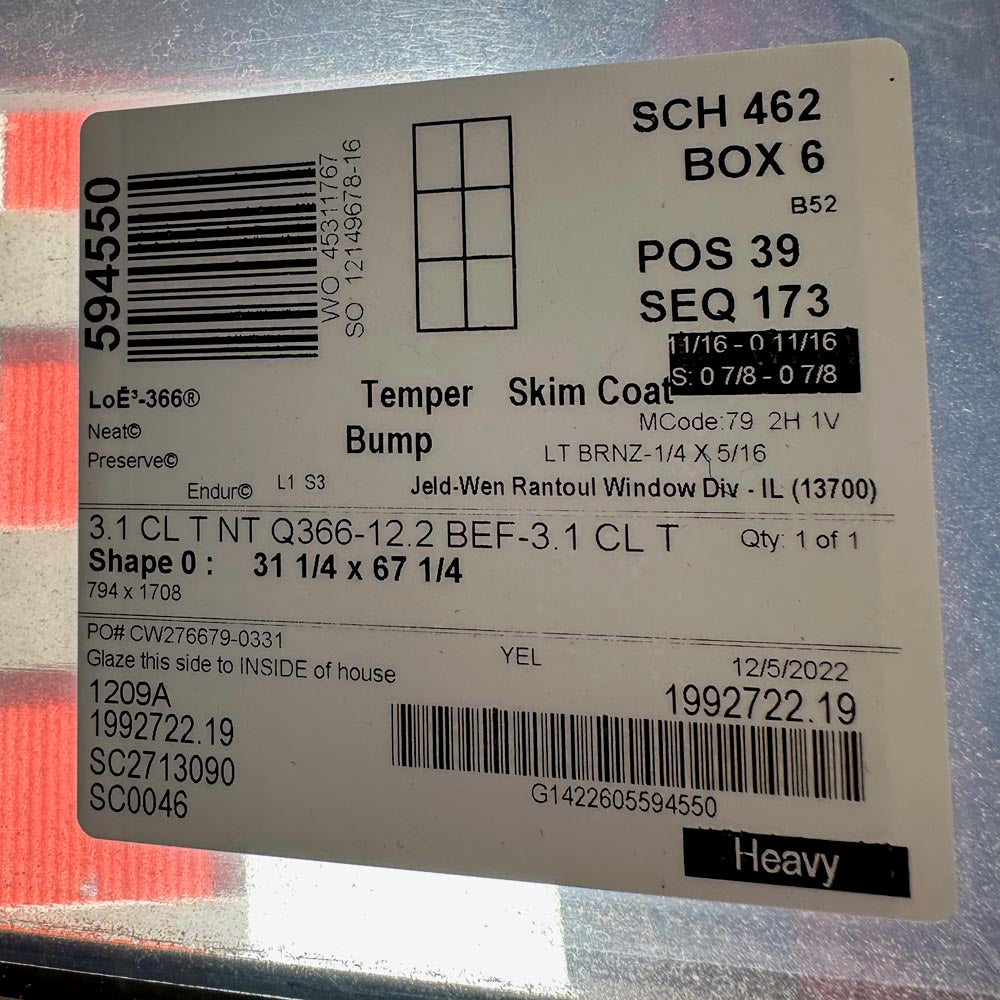 SCH 462
BOX 6
B52
POS 39
SEQ 173
11/16 - 0 11/16
S: 0 7/8 - 0 7/8
594550
WO 45311767
SO 12149678-16
LoĒ³-366®
Neat©
Preserve©
Endur©
L1 S3
Temper Skim Coat
Bump
MCode:79 2H 1V
LT BRNZ-1/4 X 5/16
Jeld-Wen Rantoul Window Div - IL (13700)
3.1 CL T NT Q366-12.2 BEF-3.1 CL T
Qty: 1 of 1
Shape 0 : 31 1/4 x 67 1/4
794 x 1708
PO# CW276679-0331
Glaze this side to INSIDE of house
YEL
12/5/2022
1209A
1992722.19
SC2713090
SC0046
1992722.19
G1422605594550
Heavy